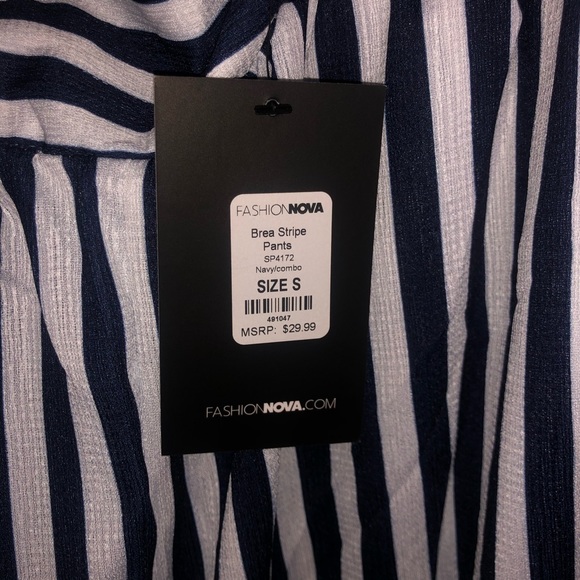 FASHIONNOVA
Brea Stripe
Pants
SP4172
Navy/combo
SIZE S
491047
MSRP: $29.99
FASHIONNOVA.COM